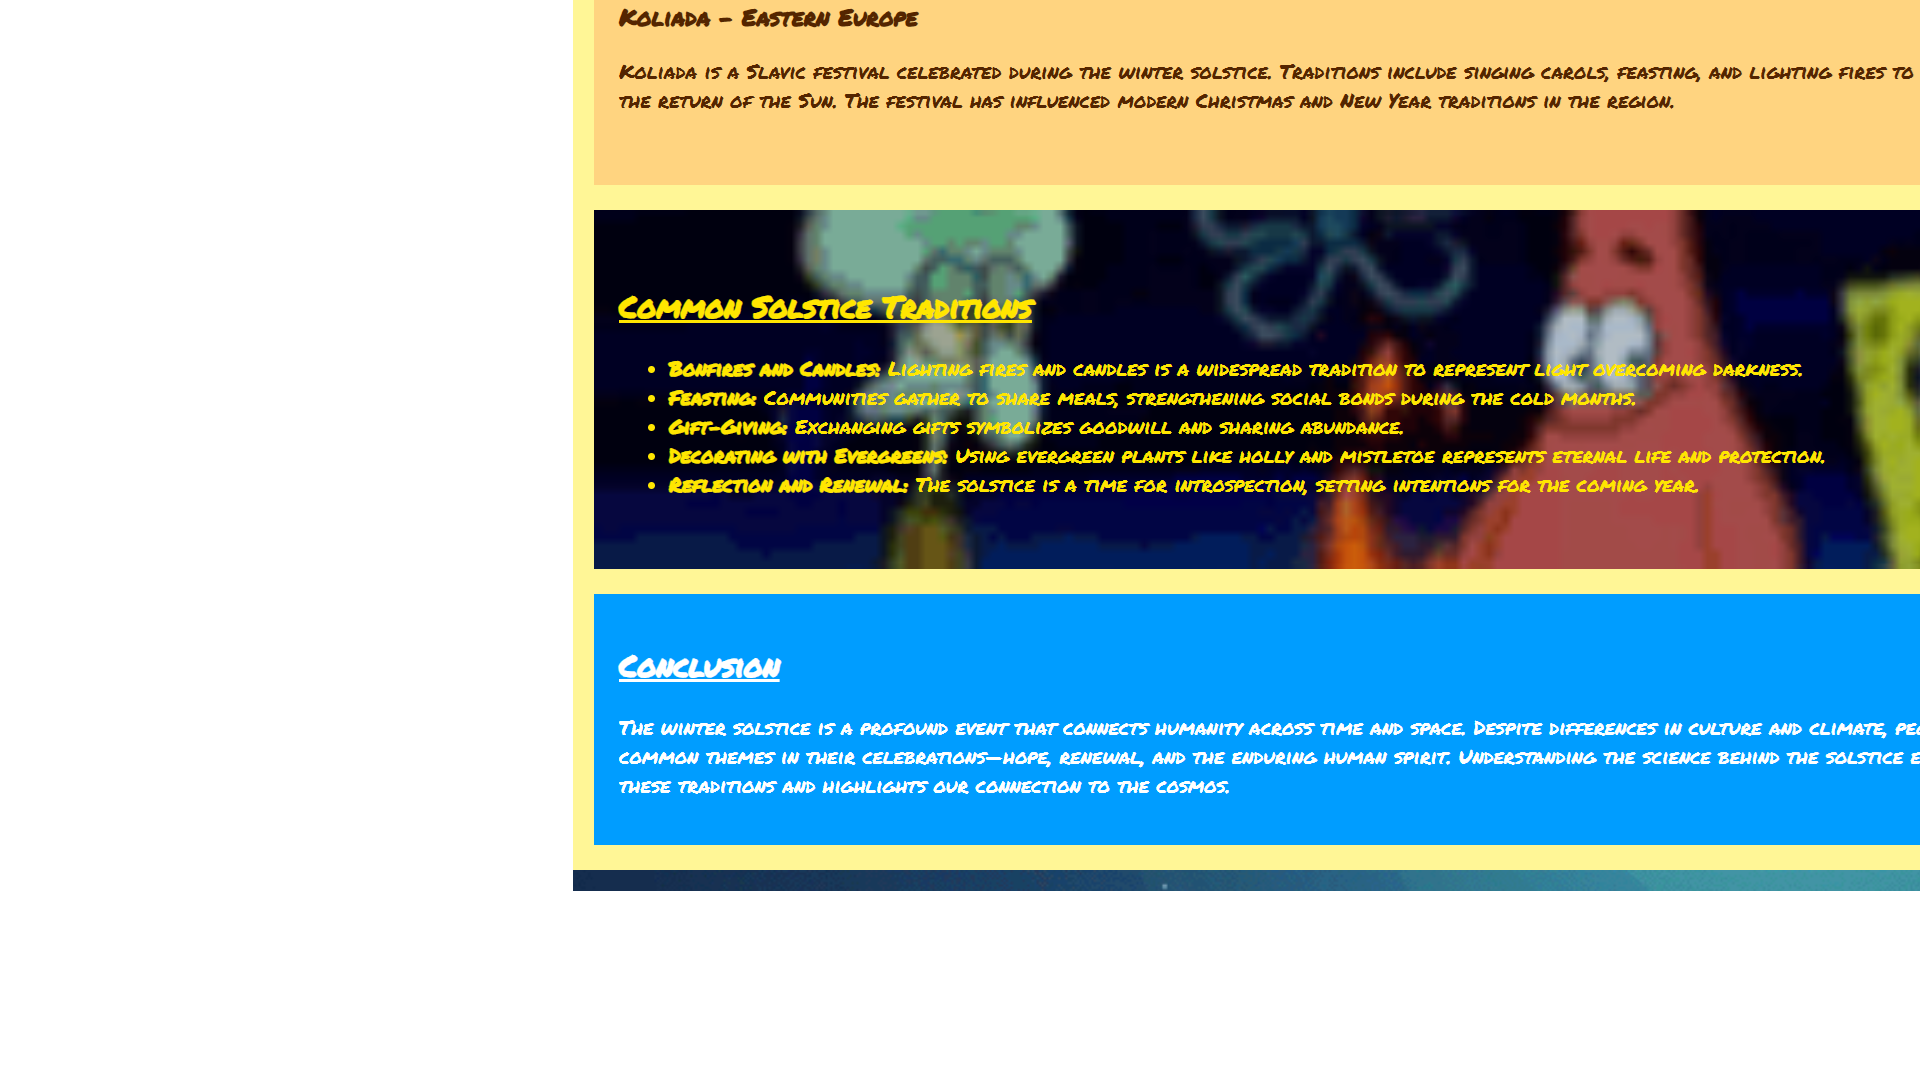 Koliada – Eastern Europe
Koliada is a Slavic festival celebrated during the winter solstice. Traditions include singing carols, feasting, and lighting fires to
the return of the Sun. The festival has influenced modern Christmas and New Year traditions in the region.
Common Solstice Traditions
• Bonfires and Candles: Lighting fires and candles is a widespread tradition to represent light overcoming darkness.
• Feasting: Communities gather to share meals, strengthening social bonds during the cold months.
• Gift-Giving: Exchanging gifts symbolizes goodwill and sharing abundance.
• Decorating with Evergreens: Using evergreen plants like holly and mistletoe represents eternal life and protection.
• Reflection and Renewal: The solstice is a time for introspection, setting intentions for the coming year.
Conclusion
The winter solstice is a profound event that connects humanity across time and space. Despite differences in culture and climate,
common themes in their celebrations—hope, renewal, and the enduring human spirit. Understanding the science behind the solstice
these traditions and highlights our connection to the cosmos.